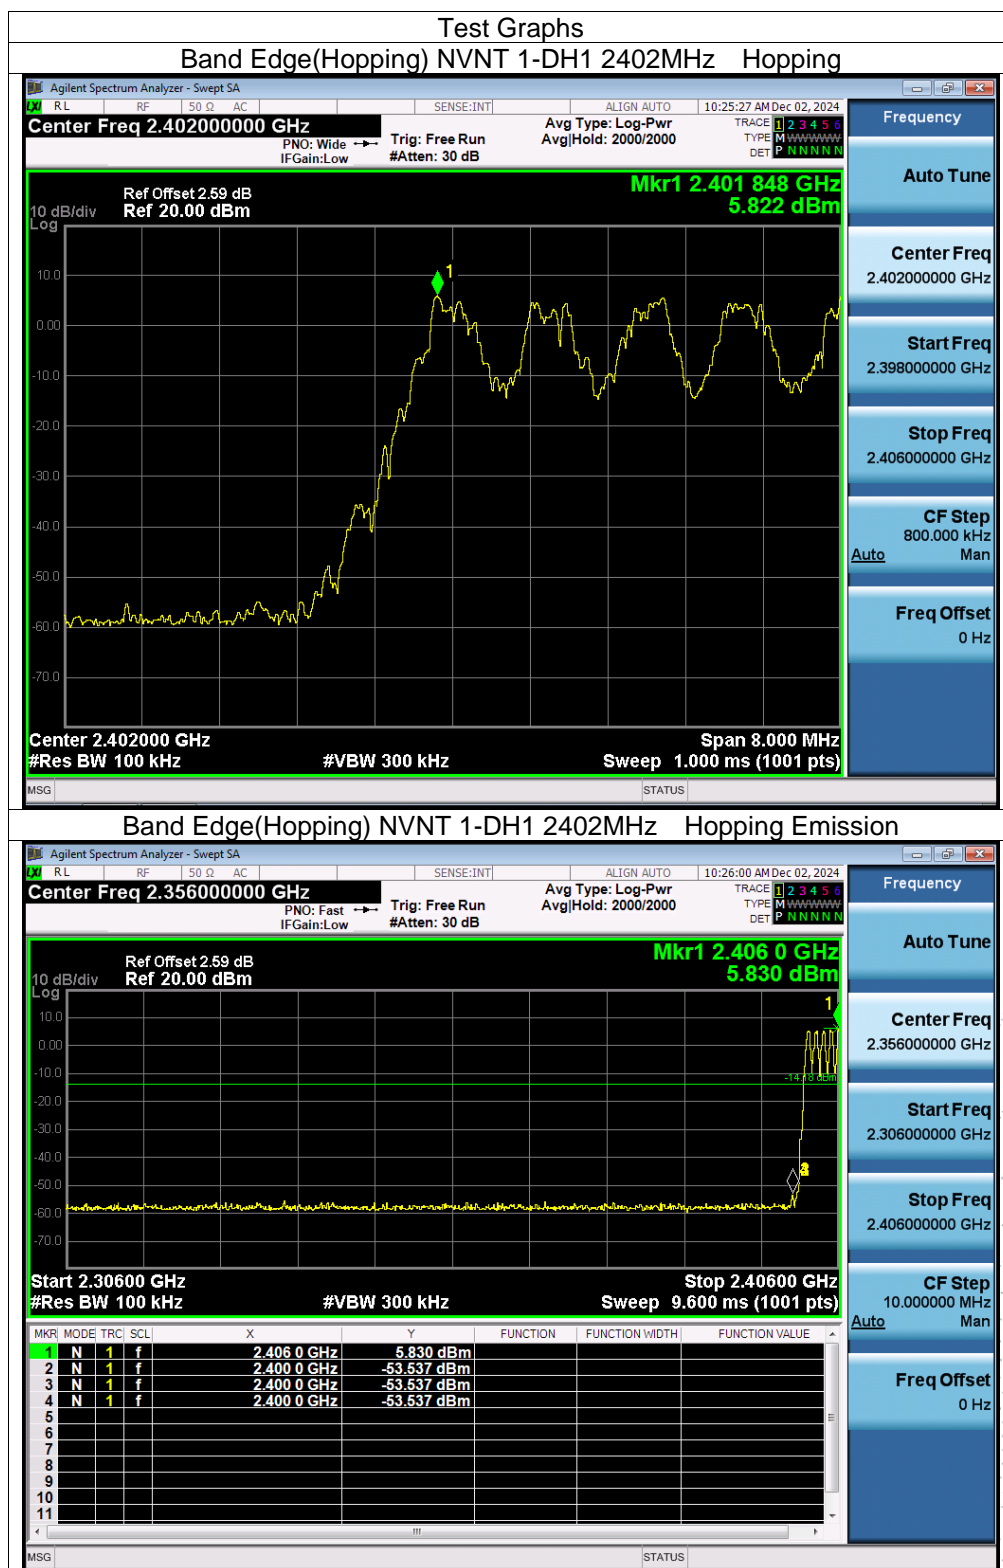 Test Graphs
Band Edge(Hopping) NVNT 1-DH1 2402MHz Hopping
Agilent Spectrum Analyzer - Swept SA
LXI RL RF 50 Ω AC SENSE:INT ALIGN AUTO 10:25:27 AM Dec 02, 2024
Center Freq 2.402000000 GHz
PNO: Wide
IFGain:Low
Trig: Free Run
#Atten: 30 dB
Avg Type: Log-Pwr
Avg|Hold: 2000/2000
TRACE 1 2 3 4 5 6
TYPE M W W W W W
DET P N N N N N
Frequency
Auto Tune
Center Freq
2.402000000 GHz
Start Freq
2.398000000 GHz
Stop Freq
2.406000000 GHz
CF Step
800.000 kHz
Auto Man
Freq Offset
0 Hz
Mkr1 2.401 848 GHz
5.822 dBm
Ref Offset 2.59 dB
10 dB/div Ref 20.00 dBm
Log
1
10.0
0.00
-10.0
-20.0
-30.0
-40.0
-50.0
-60.0
-70.0
Center 2.402000 GHz Span 8.000 MHz
#Res BW 100 kHz #VBW 300 kHz Sweep 1.000 ms (1001 pts)
MSG STATUS
Band Edge(Hopping) NVNT 1-DH1 2402MHz Hopping Emission
Agilent Spectrum Analyzer - Swept SA
LXI RL RF 50 Ω AC SENSE:INT ALIGN AUTO 10:26:00 AM Dec 02, 2024
Center Freq 2.356000000 GHz
PNO: Fast
IFGain:Low
Trig: Free Run
#Atten: 30 dB
Avg Type: Log-Pwr
Avg|Hold: 2000/2000
TRACE 1 2 3 4 5 6
TYPE M W W W W W
DET P N N N N N
Frequency
Auto Tune
Center Freq
2.356000000 GHz
Start Freq
2.306000000 GHz
Stop Freq
2.406000000 GHz
CF Step
10.000000 MHz
Auto Man
Freq Offset
0 Hz
Mkr1 2.406 0 GHz
5.830 dBm
Ref Offset 2.59 dB
10 dB/div Ref 20.00 dBm
Log
1
10.0
0.00
-10.0
-14.18 dBm
-20.0
-30.0
-40.0
-50.0
-60.0
-70.0
Start 2.30600 GHz Stop 2.40600 GHz
#Res BW 100 kHz #VBW 300 kHz Sweep 9.600 ms (1001 pts)
MKR MODE TRC SCL X Y FUNCTION FUNCTION WIDTH FUNCTION VALUE
1 N 1 f 2.406 0 GHz 5.830 dBm
2 N 1 f 2.400 0 GHz -53.537 dBm
3 N 1 f 2.400 0 GHz -53.537 dBm
4 N 1 f 2.400 0 GHz -53.537 dBm
5
6
7
8
9
10
11
MSG STATUS